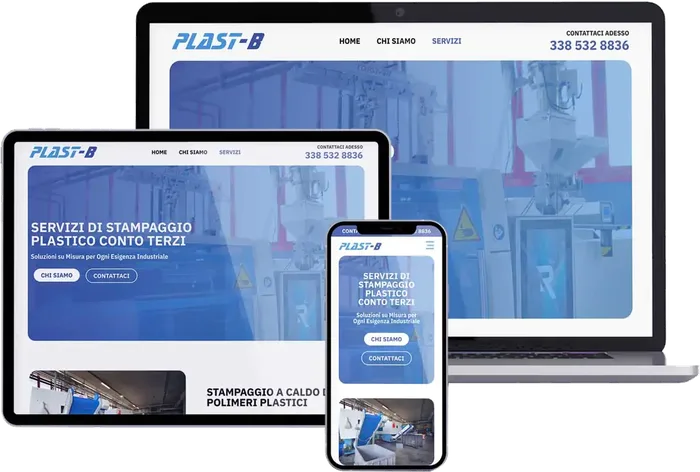 PLAST-B
HOME
CHI SIAMO
SERVIZI
CONTATTACI ADESSO
338 532 8836
PLAST-B
HOME
CHI SIAMO
SERVIZI
CONTATTACI ADESSO
338 532 8836
SERVIZI DI STAMPAGGIO
PLASTICO CONTO TERZI
Soluzioni su Misura per Ogni Esigenza Industriale
CHI SIAMO
CONTATTACI
STAMPAGGIO A CALDO D
POLIMERI PLASTICI
CONT
8836
PLAST-B
SERVIZI DI
STAMPAGGIO
PLASTICO
CONTO TERZI
Soluzioni su Misura per
Ogni Esigenza Industriale
CHI SIAMO
CONTATTACI